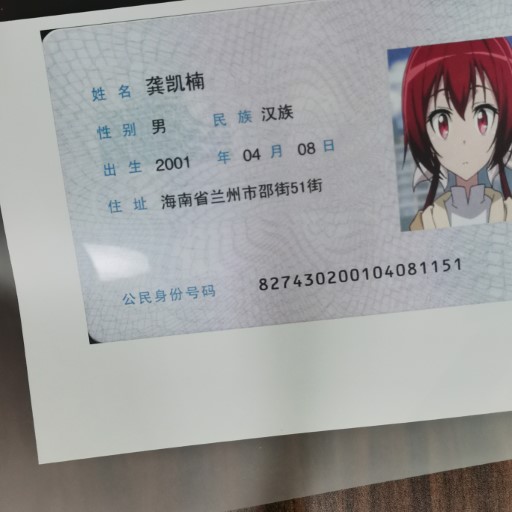 姓名 龚凯楠
性别 男 民族 汉族
出生 2001 年 04 月 08 日
住址 海南省兰州市邵街51街
公民身份号码 827430200104081151